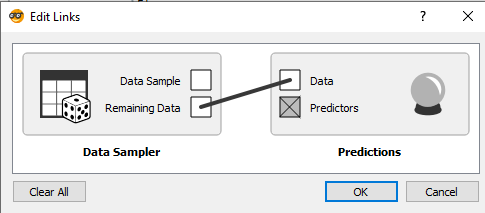 Edit Links
?
Data Sample
Remaining Data
Data Sampler
Data
Predictors
Predictions
Clear All
OK
Cancel